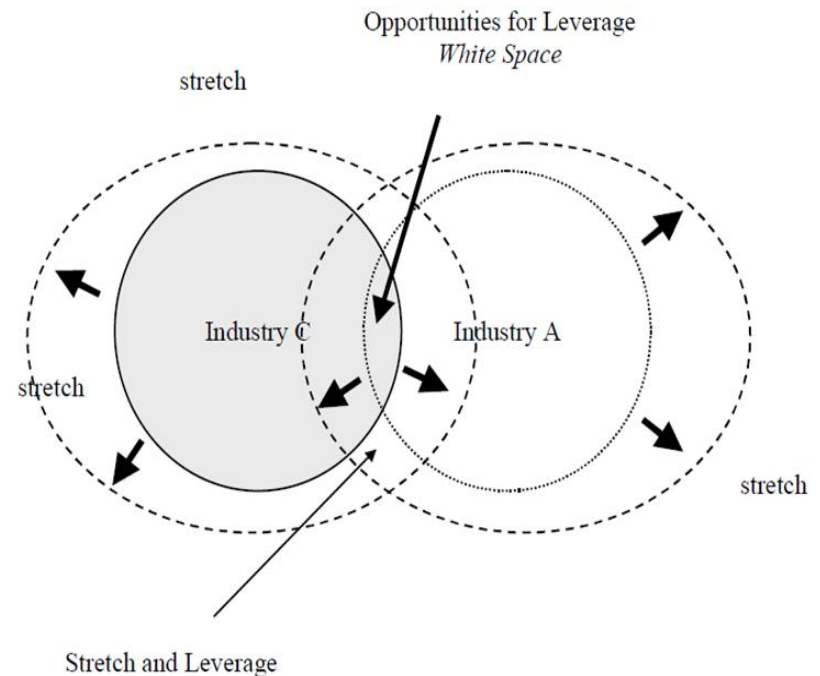 Opportunities for Leverage
White Space
stretch
Industry C
Industry A
stretch
stretch
Stretch and Leverage